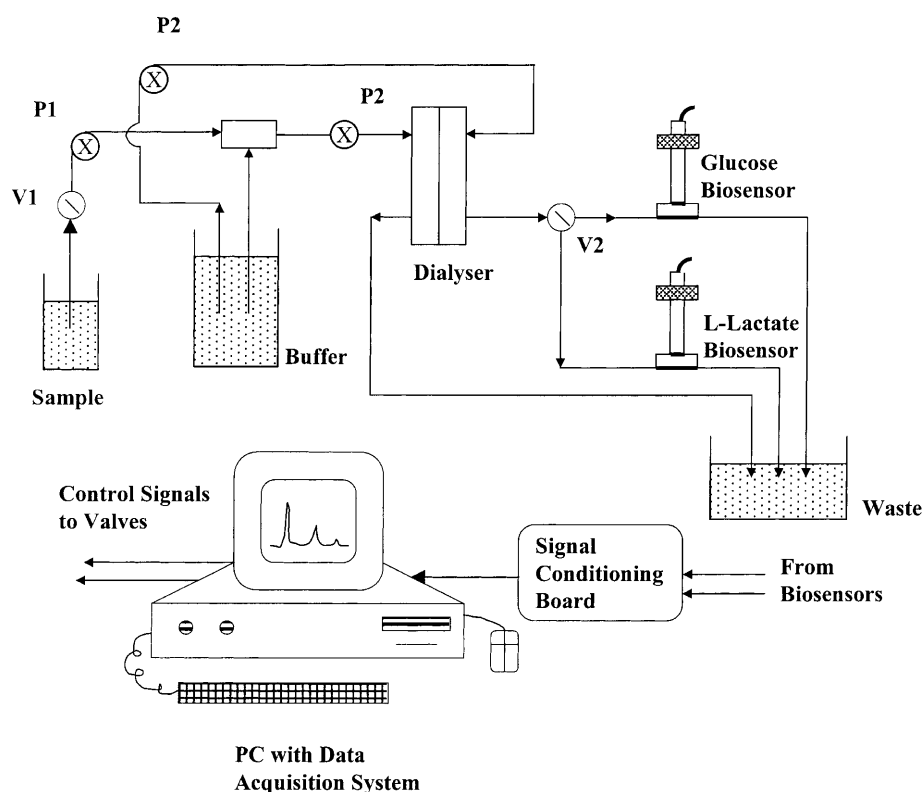 P2
P1
P2
V1
Glucose
Biosensor
V2
Dialyser
L-Lactate
Biosensor
Buffer
Sample
Control Signals
to Valves
Waste
Signal
Conditioning
Board
From
Biosensors
PC with Data
Acquisition System
X
X
X